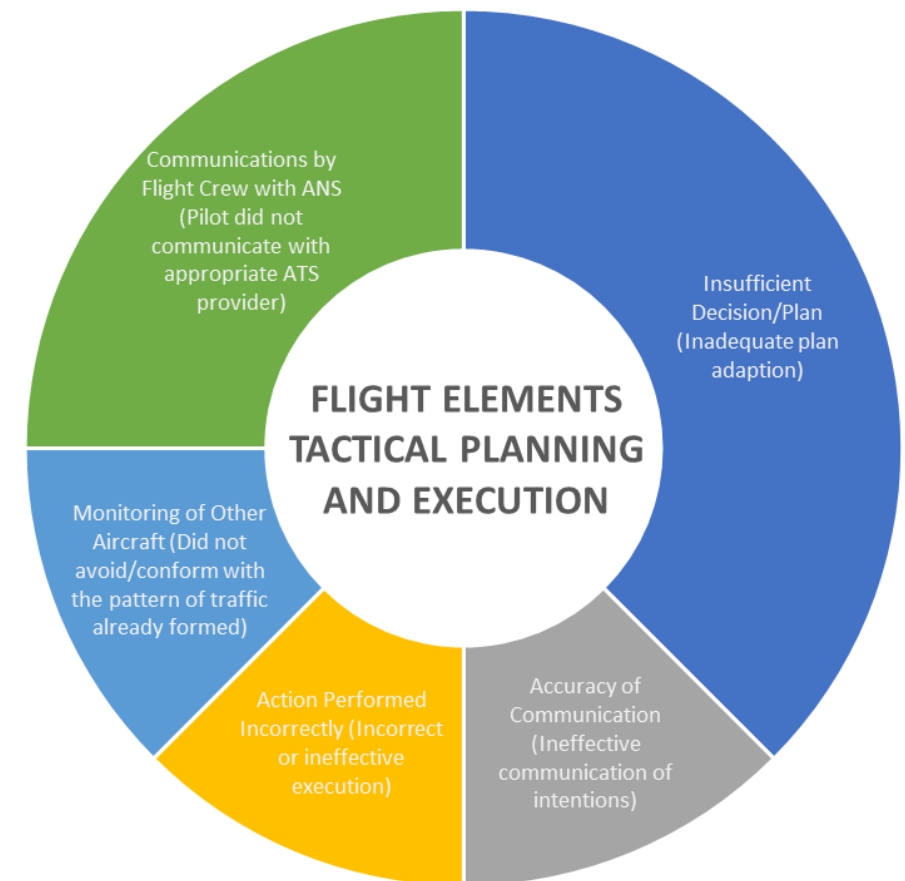 Communications by
Flight Crew with ANS
(Pilot did not
communicate with
appropriate ATS
provider)
Insufficient
Decision/Plan
(Inadequate plan
adaption)
FLIGHT ELEMENTS
TACTICAL PLANNING
AND EXECUTION
Monitoring of Other
Aircraft (Did not
avoid/conform with
the pattern of traffic
already formed)
Action Performed
Incorrectly (Incorrect
or ineffective
execution)
Accuracy of
Communication
(Ineffective
communication of
intentions)